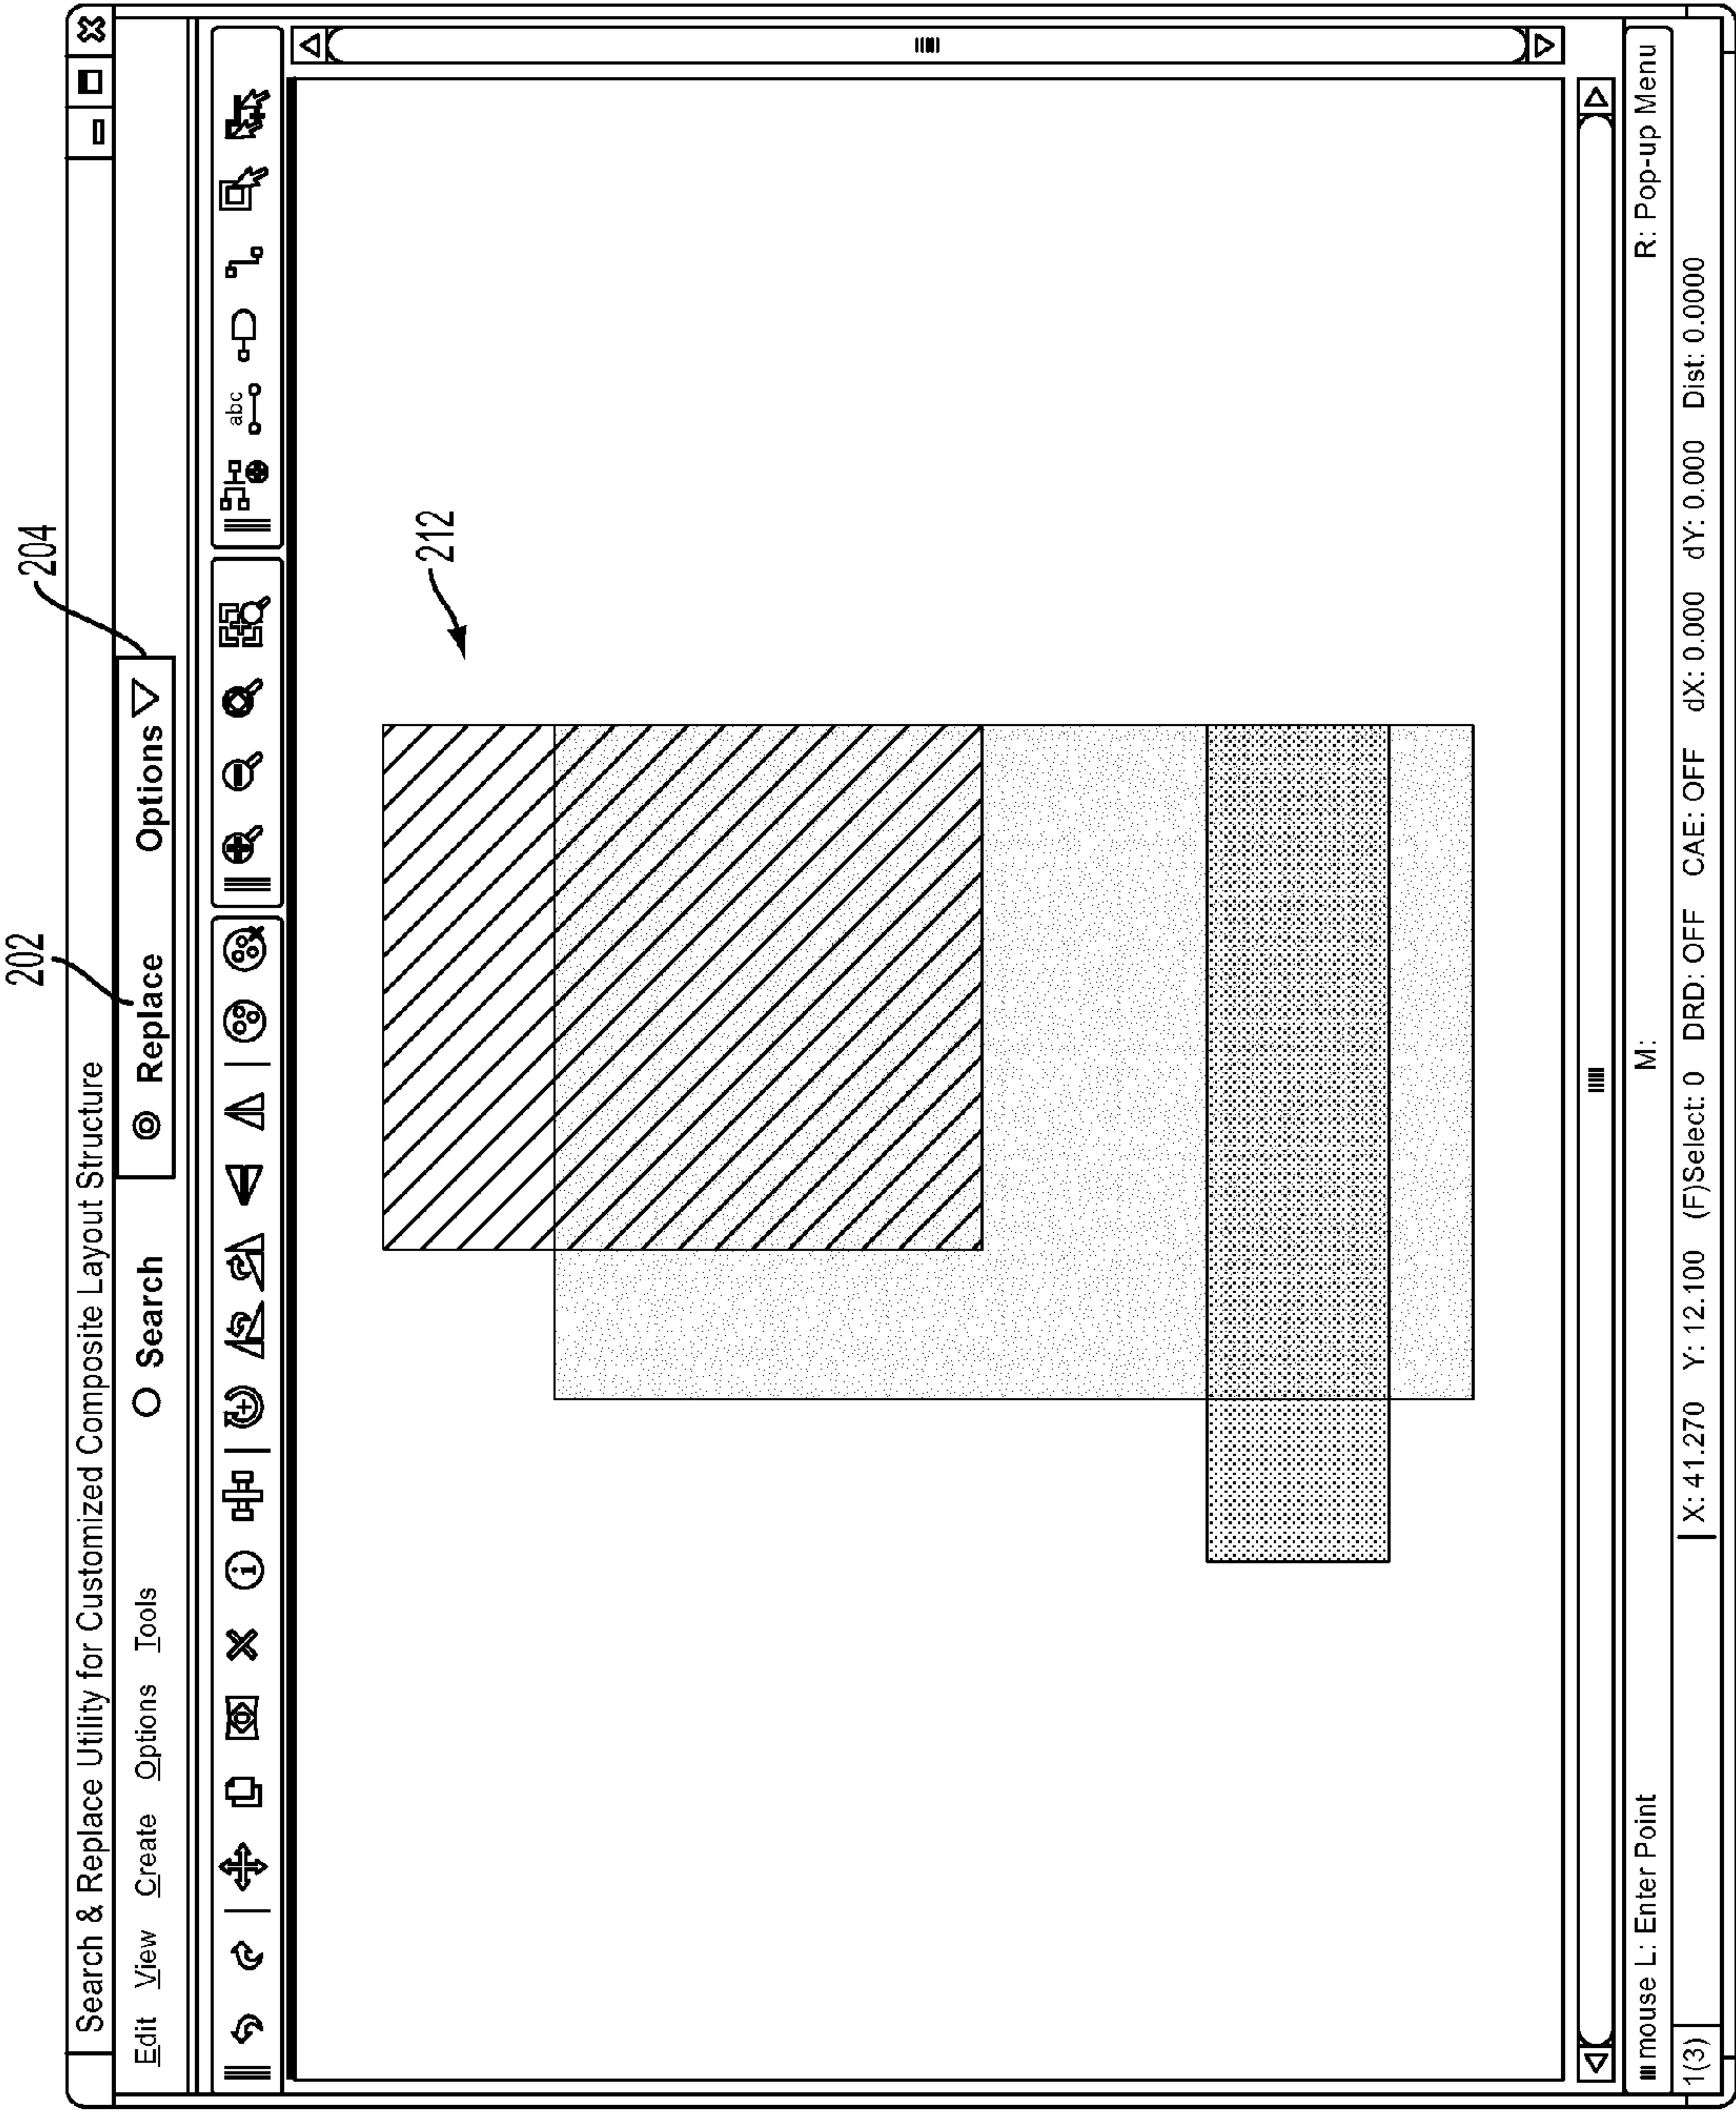 202
204
Search & Replace Utility for Customized Composite Layout Structure
Edit View Create Options Tools Search Replace Options
abc
212
mouse L: Enter Point M: R: Pop-up Menu
1(3) X: 41.270 Y: 12.100 (F)Select: 0 DRD: OFF CAE: OFF dX: 0.000 dY: 0.000 Dist: 0.0000